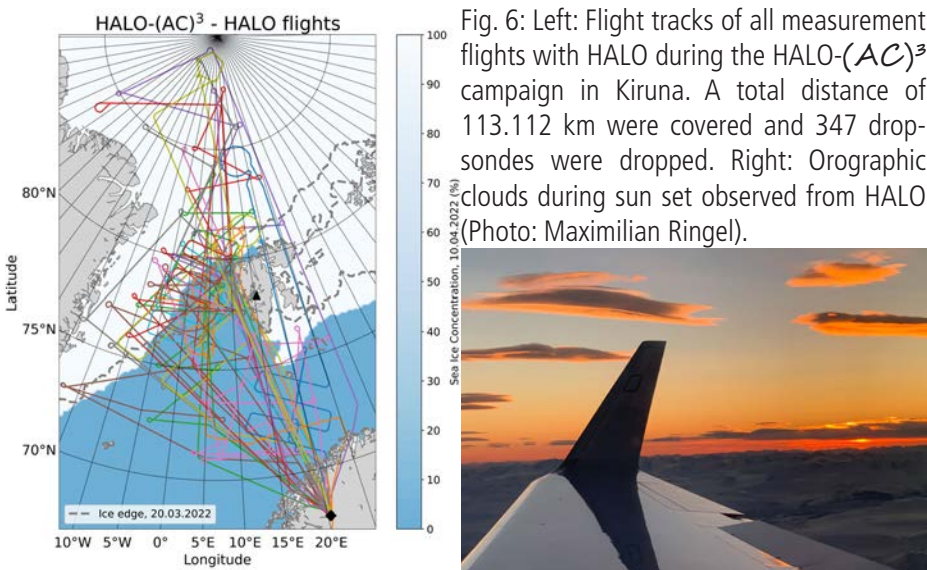 HALO-(AC)³ - HALO flights
100
90
80
70
60
50
40
30
20
10
0
Sea Ice Concentration, 10.04.2022 (%)
80°N
75°N
70°N
Latitude
Ice edge, 20.03.2022
10°W 5°W 0° 5°E 10°E 15°E 20°E
Longitude
Fig. 6: Left: Flight tracks of all measurement
flights with HALO during the HALO-(AC)³
campaign in Kiruna. A total distance of
113.112 km were covered and 347 drop-
sondes were dropped. Right: Orographic
clouds during sun set observed from HALO
(Photo: Maximilian Ringel).